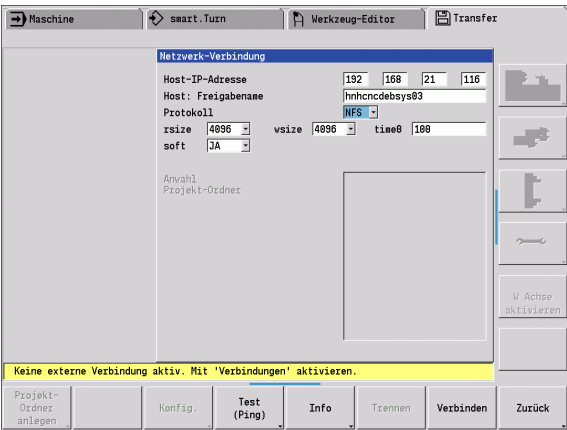 Maschine
smart.Turn
Werkzeug-Editor
Transfer
Netzwerk-Verbindung
Host-IP-Adresse 192 168 21 116
Host: Freigabename hnhcncdebsys03
Protokoll NFS
rsize 4096 wsize 4096 time0 100
soft JA
Anwahl
Projekt-Ordner
W Achse
aktivieren
Keine externe Verbindung aktiv. Mit 'Verbindungen' aktivieren.
Projekt-
Ordner
anlegen
Konfig.
Test
(Ping)
Info
Trennen
Verbinden
Zurück